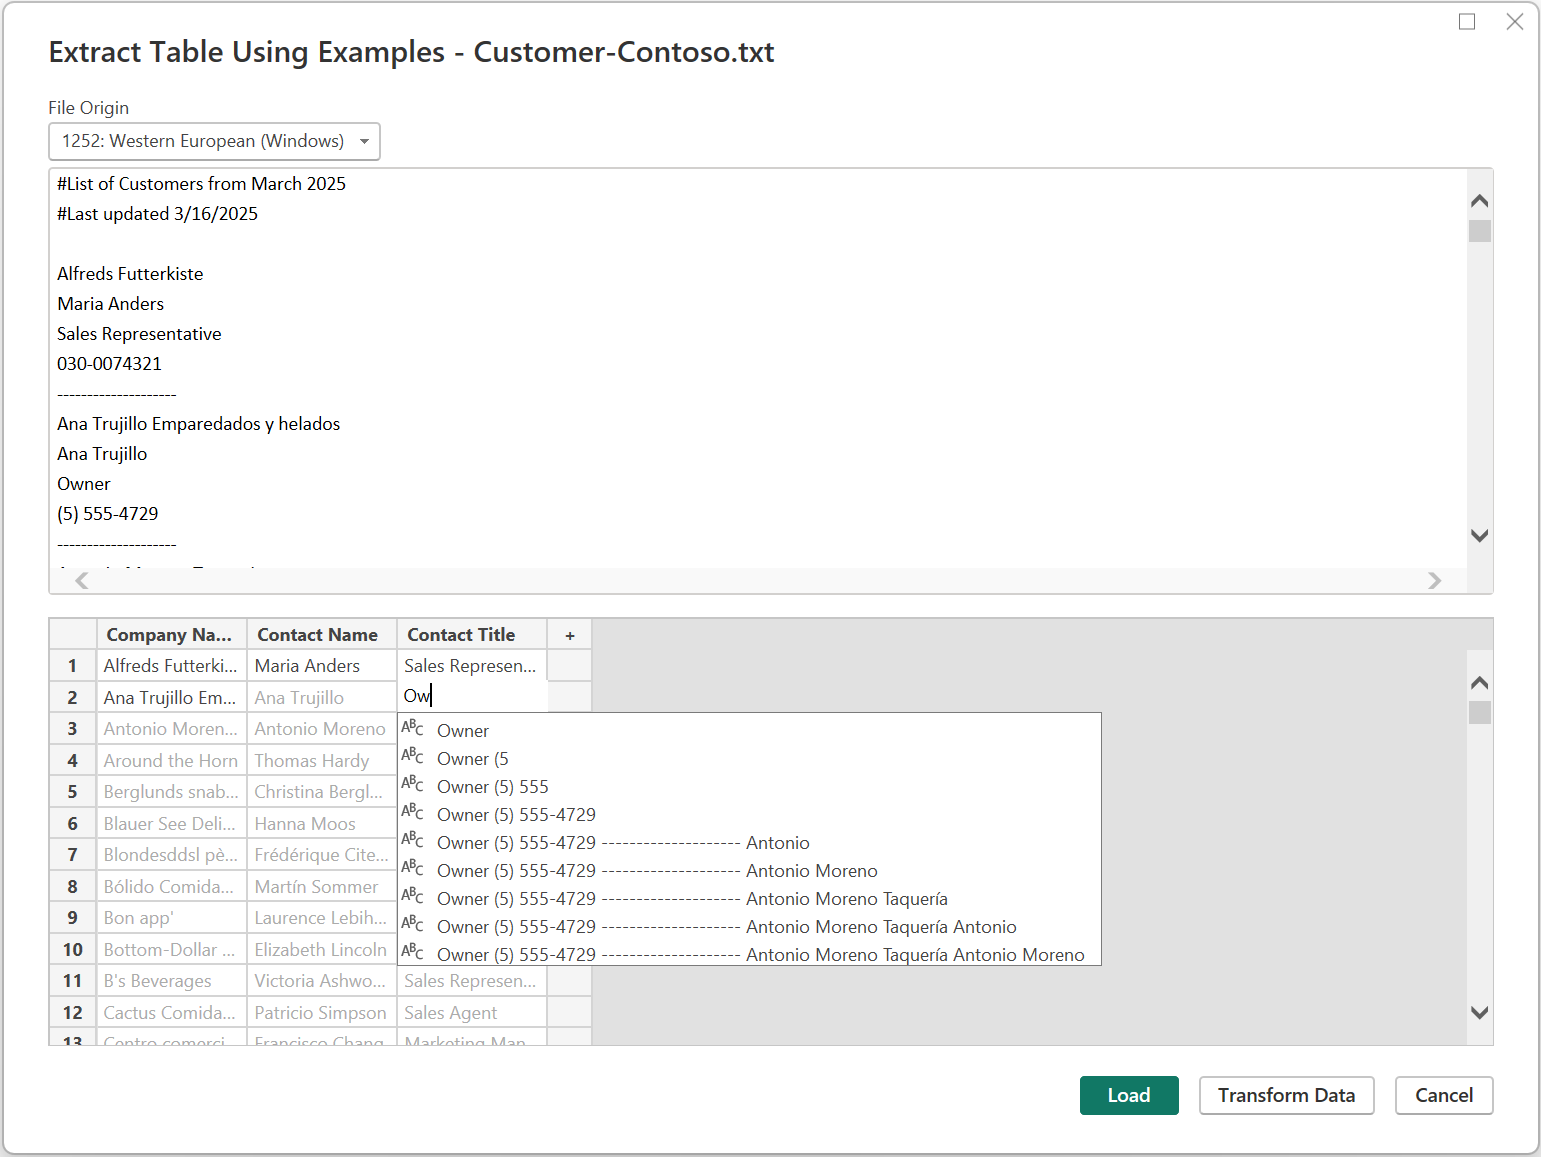 Extract Table Using Examples - Customer-Contoso.txt
File Origin
1252: Western European (Windows)
#List of Customers from March 2025
#Last updated 3/16/2025
Alfreds Futterkiste
Maria Anders
Sales Representative
030-0074321
--------------------
Ana Trujillo Emparedados y helados
Ana Trujillo
Owner
(5) 555-4729
--------------------
Company Na... Contact Name Contact Title +
1 Alfreds Futterki... Maria Anders Sales Represen...
2 Ana Trujillo Em... Ana Trujillo Ow
3 Antonio Moren... Antonio Moreno
4 Around the Horn Thomas Hardy
5 Berglunds snab... Christina Bergl...
6 Blauer See Deli... Hanna Moos
7 Blondesddsl pè... Frédérique Cite...
8 Bólido Comida... Martín Sommer
9 Bon app' Laurence Lebih...
10 Bottom-Dollar ... Elizabeth Lincoln
ABC Owner
ABC Owner (5
ABC Owner (5) 555
ABC Owner (5) 555-4729
ABC Owner (5) 555-4729 -------------------- Antonio
ABC Owner (5) 555-4729 -------------------- Antonio Moreno
ABC Owner (5) 555-4729 -------------------- Antonio Moreno Taquería
ABC Owner (5) 555-4729 -------------------- Antonio Moreno Taquería Antonio
ABC Owner (5) 555-4729 -------------------- Antonio Moreno Taquería Antonio Moreno
11 B's Beverages Victoria Ashwo... Sales Represen...
12 Cactus Comida... Patricio Simpson Sales Agent
13 Centro comerci... Francisco Chang Marketing Man...
Load Transform Data Cancel